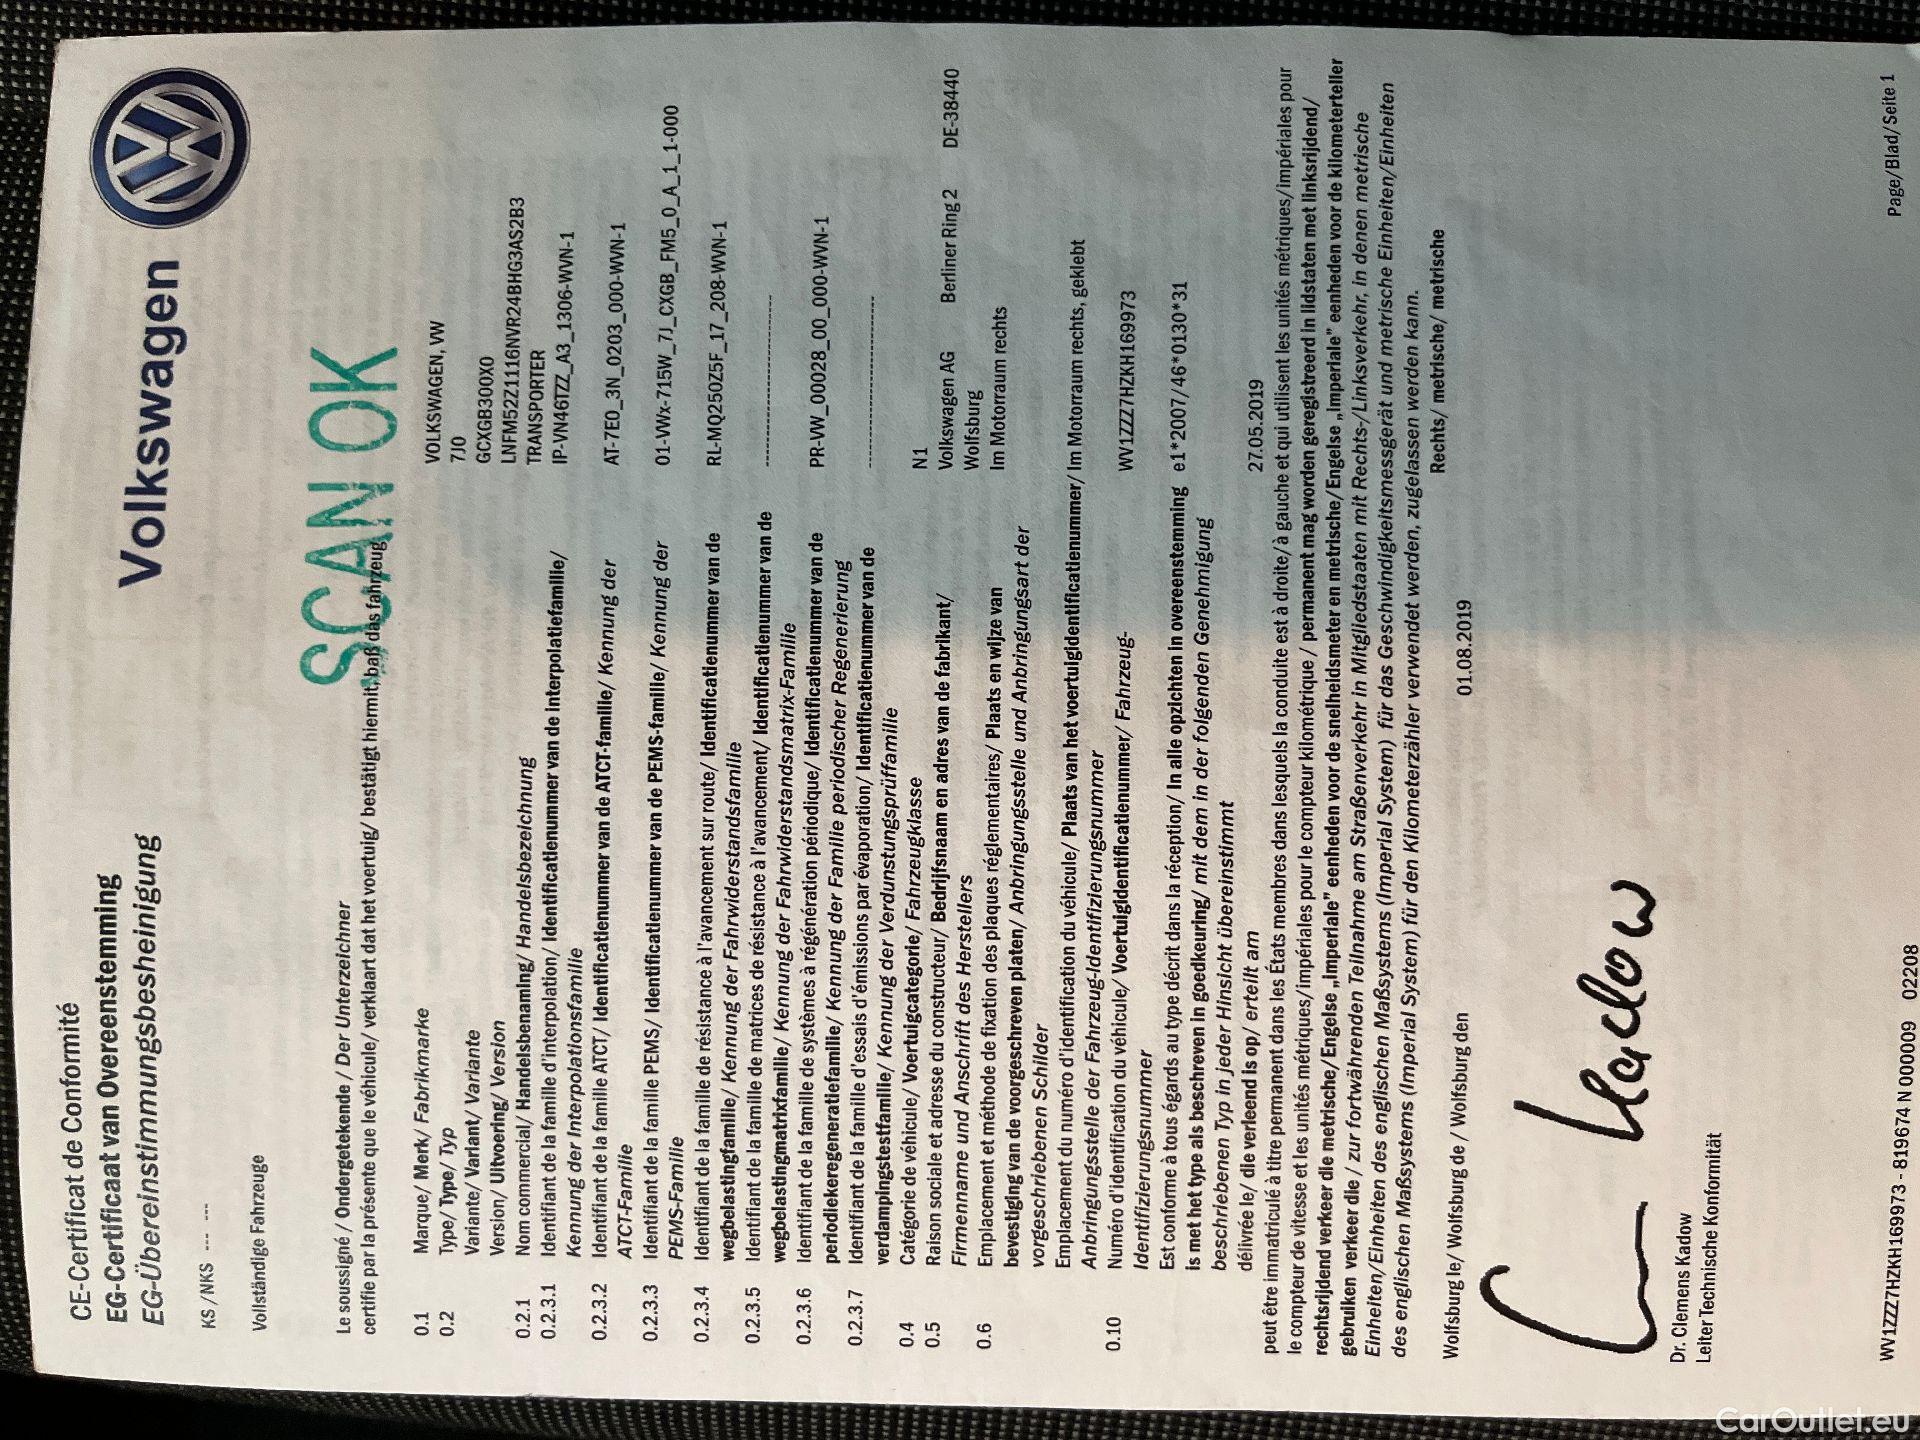 CE-Certificat de Conformité
EG-Certificaat van Overeenstemming
EG-Übereinstimmungsbesheinigung
Volkswagen
KS /NKS --- ---
Vollständige Fahrzeuge
SCAN OK
Le soussigné / Ondergetekende / Der Unterzeichner
certifie par la présente que le véhicule/ verklaart dat het voertuig/ bestätigt hiermit, baß das fahrzeug
0.1 Marque/ Merk/ Fabrikmarke VOLKSWAGEN, VW
0.2 Type/ Type/ Typ 7J0
Variante/ Variant/ Variante GCXGB300X0
Version/ Uitvoering/ Version LNFM52Z1116NVR24BHG3AS2B3
0.2.1 Nom commercial/ Handelsbenaming/ Handelsbezeichnung TRANSPORTER
0.2.3.1 Identifiant de la famille d'interpolation/ Identificatienummer van de interpolatiefamilie/ IP-VN46TZZ_A3_1306-WVN-1
Kennung der Interpolationsfamilie
0.2.3.2 Identifiant de la famille ATCT/ Identificatienummer van de ATCT-familie/ Kennung der AT-7E0_3N_0203_000-WVN-1
ATCT-Familie
0.2.3.3 Identifiant de la famille PEMS/ Identificatienummer van de PEMS-familie/ Kennung der 01-VWx-715W_7J_CXGB_FM5_0_A_1_1-000
PEMS-Familie
0.2.3.4 Identifiant de la famille de résistance à l'avancement sur route/ Identificatienummer van de RL-MQ250Z5F_17_208-WVN-1
wegbelastingfamilie/ Kennung der Fahrwiderstandsfamilie
0.2.3.5 Identifiant de la famille de matrices de résistance à l'avancement/ Identificatienummer van de ------------------------------
wegbelastingmatrixfamilie/ Kennung der Fahrwiderstandsmatrix-Familie
0.2.3.6 Identifiant de la famille de systèmes à régénération périodique/ Identificatienummer van de PR-VW_00028_00_000-WVN-1
periodiekeregeneratiefamilie/ Kennung der Familie periodischer Regenerierung
0.2.3.7 Identifiant de la famille d'essais d'émissions par évaporation/ Identificatienummer van de ------------------------------
verdampingstestfamilie/ Kennung der Verdunstungsprüffamilie
0.4 Catégorie de véhicule/ Voertuigcategorie/ Fahrzeugklasse N1
0.5 Raison sociale et adresse du constructeur/ Bedrijfsnaam en adres van de fabrikant/ Volkswagen AG Berliner Ring 2 DE-38440
Firmenname und Anschrift des Herstellers Wolfsburg
0.6 Emplacement et méthode de fixation des plaques réglementaires/ Plaats en wijze van Im Motorraum rechts
bevestiging van de voorgeschreven platen/ Anbringungsstelle und Anbringungsart der
vorgeschriebenen Schilder
Emplacement du numéro d'identification du véhicule/ Plaats van het voertuigidentificatienummer/ Im Motorraum rechts, geklebt
Anbringungsstelle der Fahrzeug-Identifizierungsnummer
0.10 Numéro d'identification du véhicule/ Voertuigidentificatienummer/ Fahrzeug- WV1ZZZ7HZKH169973
Identifizierungsnummer
Est conforme à tous égards au type décrit dans la réception/ In alle opzichten in overeenstemming e1*2007/46*0130*31
is met het type als beschreven in goedkeuring/ mit dem in der folgenden Genehmigung
beschriebenen Typ in jeder Hinsicht übereinstimmt
délivrée le/ die verleend is op/ erteilt am 27.05.2019
peut être immatriculé à titre permanent dans les États membres dans lesquels la conduite est à droite/ à gauche et qui utilisent les unités métriques/impériales pour
le compteur de vitesse et les unités métriques/impériales pour le compteur kilométrique / permanent mag worden geregistreerd in lidstaten met linksrijdend/
rechtsrijdend verkeer die metrische/Engelse „Imperiale" eenheden voor de snelheidsmeter en metrische/Engelse „Imperiale" eenheden voor de kilometerteller
gebruiken verkeer die / zur fortwährenden Teilnahme am Straßenverkehr in Mitgliedstaaten mit Rechts-/Linksverkehr, in denen metrische
Einheiten/Einheiten des englischen Maßsystems (Imperial System) für das Geschwindigkeitsmessgerät und metrische Einheiten/Einheiten
des englischen Maßsystems (Imperial System) für den Kilometerzähler verwendet werden, zugelassen werden kann.
Rechts/ metrische/ metrische
Wolfsburg le/ Wolfsburg de / Wolfsburg den 01.08.2019
Dr. Clemens Kadow
Leiter Technische Konformität
WV1ZZZ7HZKH169973 - 819674 N 000009 02208 Page/Blad/Seite 1
CarOutlet.eu